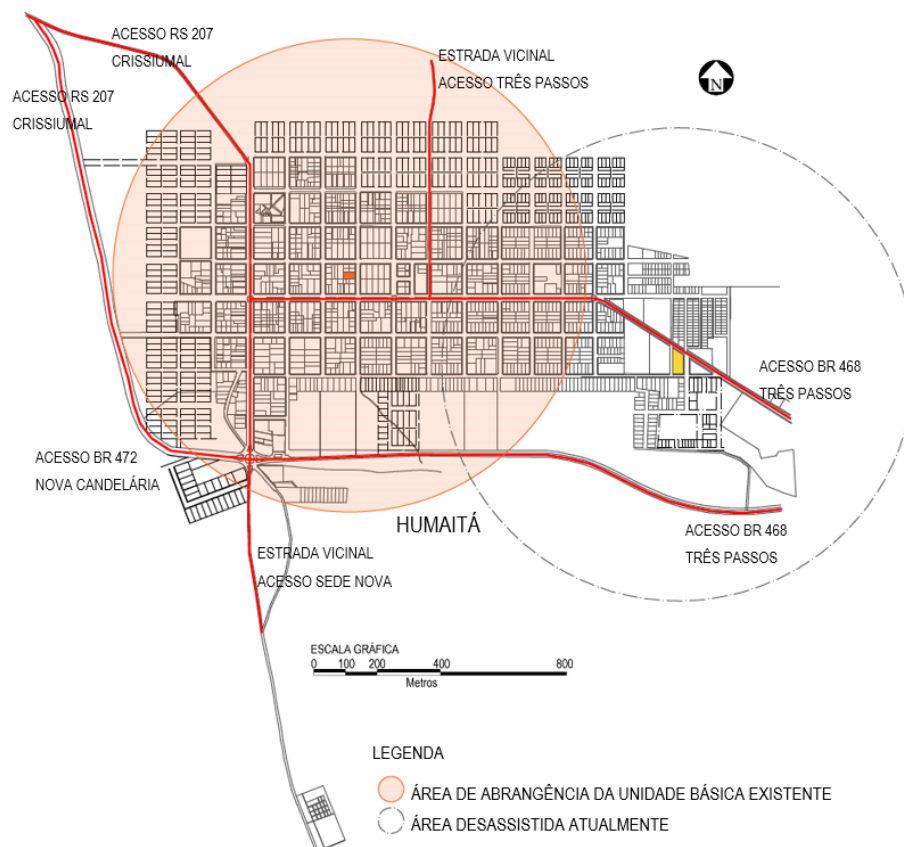 ACESSO RS 207
CRISSIUMAL
ESTRADA VICINAL
ACESSO TRÊS PASSOS
N
ACESSO RS 207
CRISSIUMAL
ACESSO BR 468
TRÊS PASSOS
ACESSO BR 472
NOVA CANDELÁRIA
HUMAITÁ
ACESSO BR 468
TRÊS PASSOS
ESTRADA VICINAL
ACESSO SEDE NOVA
ESCALA GRÁFICA
0 100 200 400 800
Metros
LEGENDA
ÁREA DE ABRANGÊNCIA DA UNIDADE BÁSICA EXISTENTE
ÁREA DESASSISTIDA ATUALMENTE